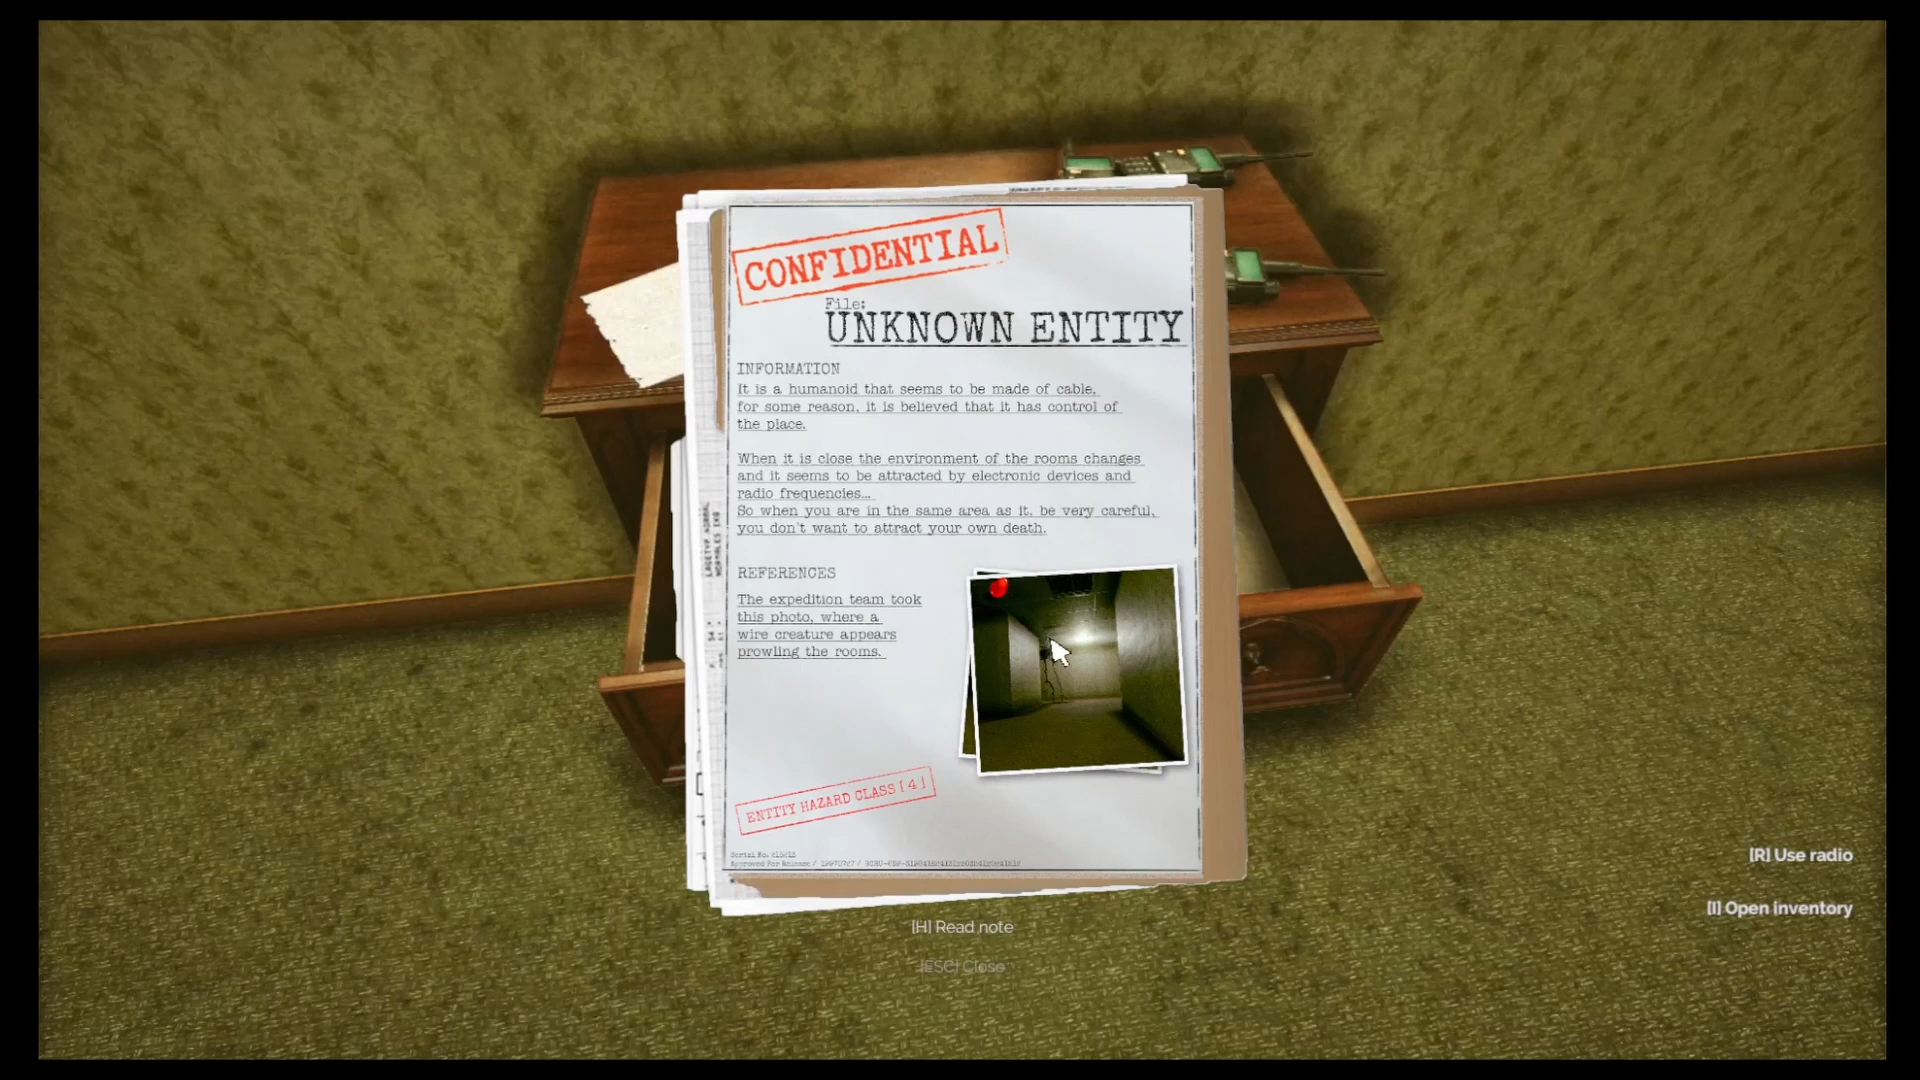 CONFIDENTIAL
File:
UNKNOWN ENTITY
INFORMATION
It is a humanoid that seems to be made of cable,
for some reason, it is believed that it has control of
the place.
When it is close the environment of the rooms changes
and it seems to be attracted by electronic devices and
radio frequencies...
So when you are in the same area as it, be very careful,
you don't want to attract your own death.
REFERENCES
The expedition team took
this photo, where a
wire creature appears
prowling the rooms.
ENTITY HAZARD CLASS [ 4 ]
Serial No.
Approved For Release /
[R] Use radio
[I] Open inventory
[H] Read note
[ESC] Close